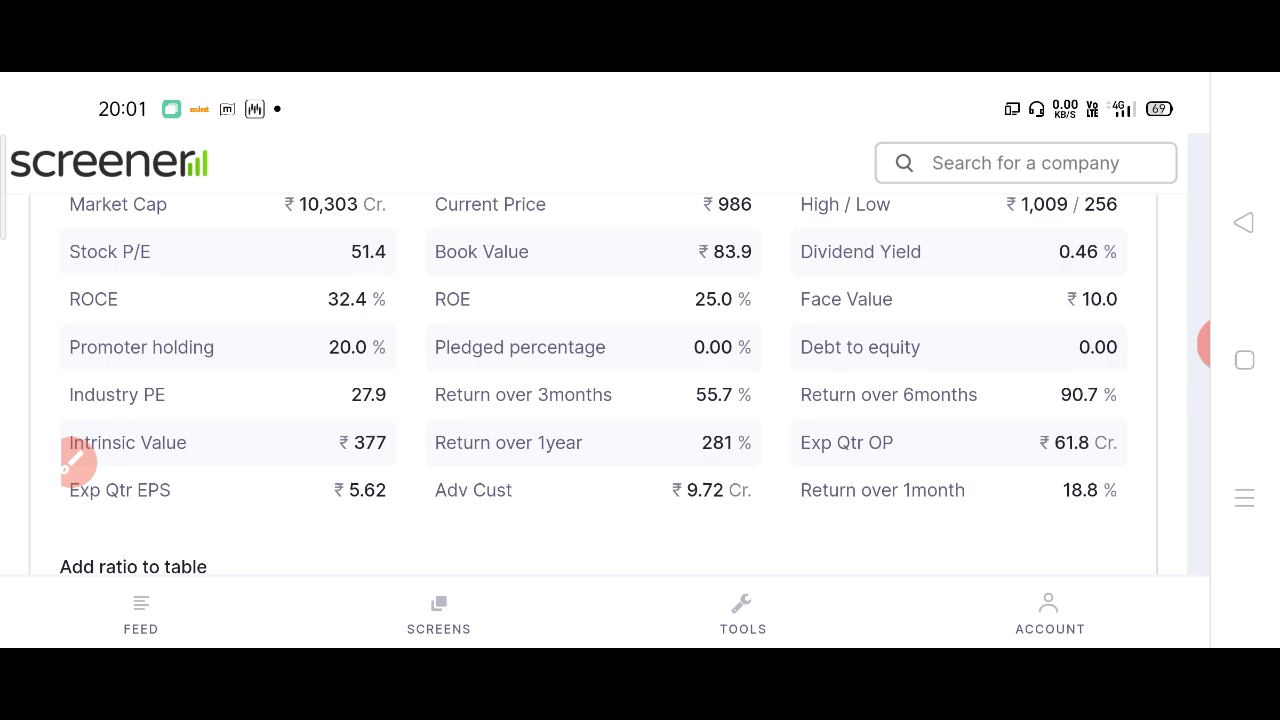 20:01 mint m 0.00 KB/S Vo LTE 4G 69
screener
Search for a company
Market Cap ₹ 10,303 Cr. Current Price ₹ 986 High / Low ₹ 1,009 / 256
Stock P/E 51.4 Book Value ₹ 83.9 Dividend Yield 0.46 %
ROCE 32.4 % ROE 25.0 % Face Value ₹ 10.0
Promoter holding 20.0 % Pledged percentage 0.00 % Debt to equity 0.00
Industry PE 27.9 Return over 3months 55.7 % Return over 6months 90.7 %
Intrinsic Value ₹ 377 Return over 1year 281 % Exp Qtr OP ₹ 61.8 Cr.
Exp Qtr EPS ₹ 5.62 Adv Cust ₹ 9.72 Cr. Return over 1month 18.8 %
Add ratio to table
FEED SCREENS TOOLS ACCOUNT